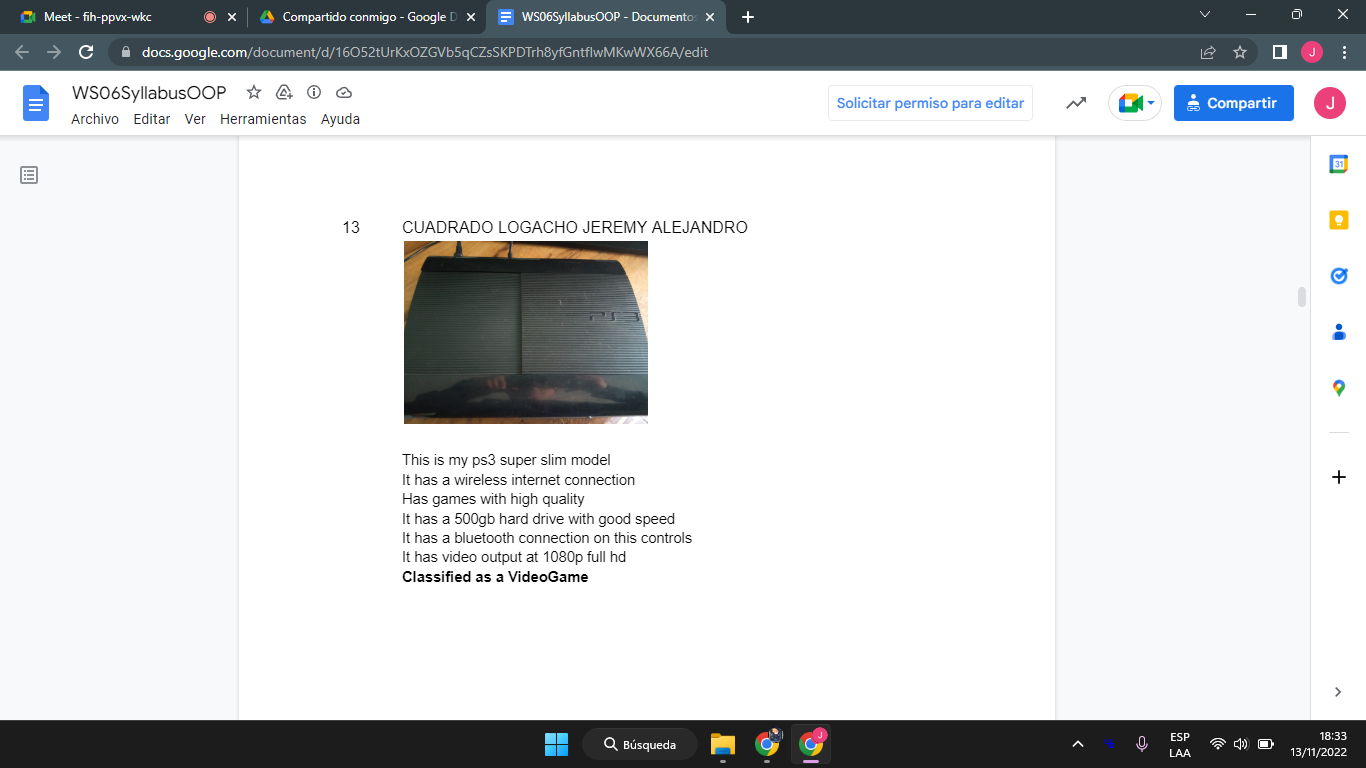 Meet - fih-ppvx-wkc
Compartido conmigo - Google D
WS06SyllabusOOP - Documentos
docs.google.com/document/d/16O52tUrKxOZGVb5qCZsSKPDTrh8yfGntfIwMKwWX66A/edit
J
WS06SyllabusOOP
Archivo Editar Ver Herramientas Ayuda
Solicitar permiso para editar
Compartir
J
31
13 CUADRADO LOGACHO JEREMY ALEJANDRO
PS3
This is my ps3 super slim model
It has a wireless internet connection
Has games with high quality
It has a 500gb hard drive with good speed
It has a bluetooth connection on this controls
It has video output at 1080p full hd
Classified as a VideoGame
Búsqueda
J
ESP
LAA
18:33
13/11/2022